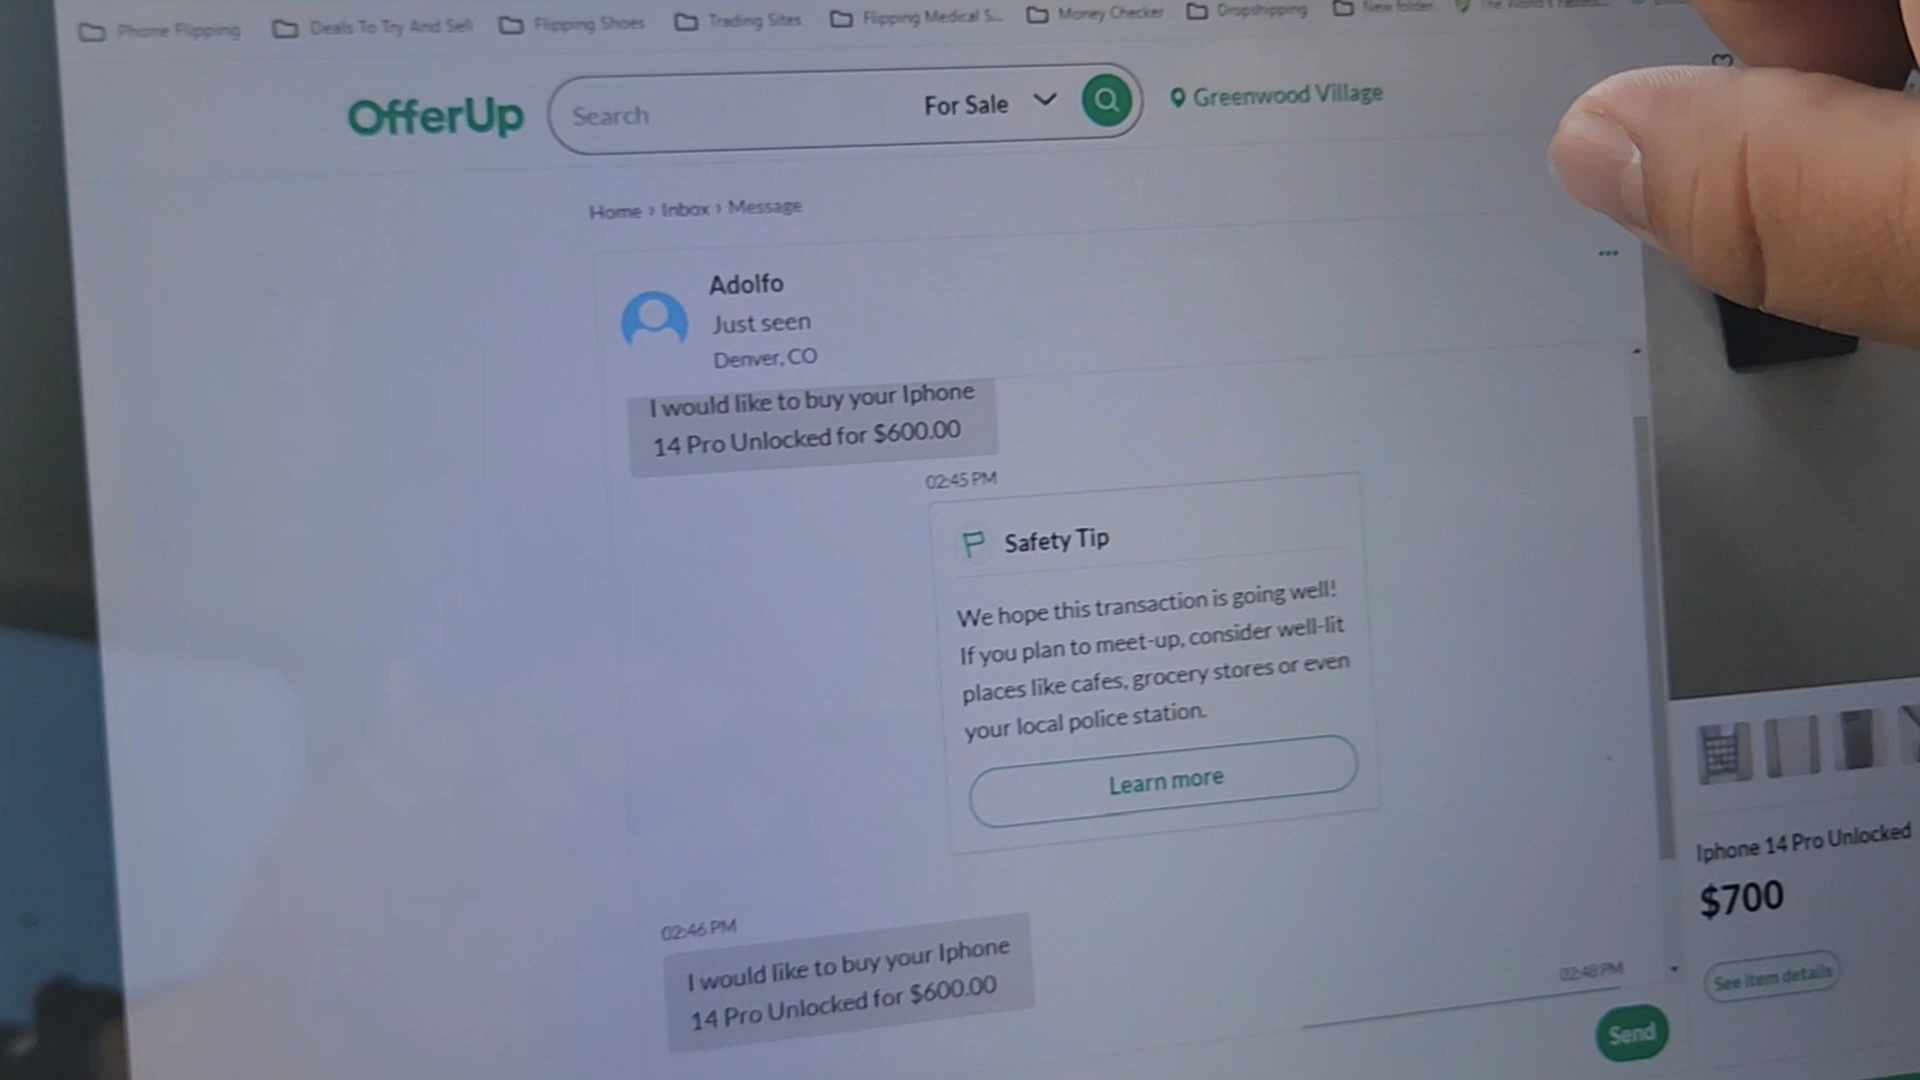 Phone Flipping
Deals To Try And Sell
Flipping Shoes
Trading Sites
Flipping Medical S...
Money Checker
Dropshipping
New folder
OfferUp
Search
For Sale
Greenwood Village
Home › Inbox › Message
Adolfo
Just seen
Denver, CO
I would like to buy your Iphone
14 Pro Unlocked for $600.00
02:45 PM
Safety Tip
We hope this transaction is going well!
If you plan to meet-up, consider well-lit
places like cafes, grocery stores or even
your local police station.
Learn more
02:46 PM
I would like to buy your Iphone
14 Pro Unlocked for $600.00
02:48 PM
Send
Iphone 14 Pro Unlocked
$700
See item details